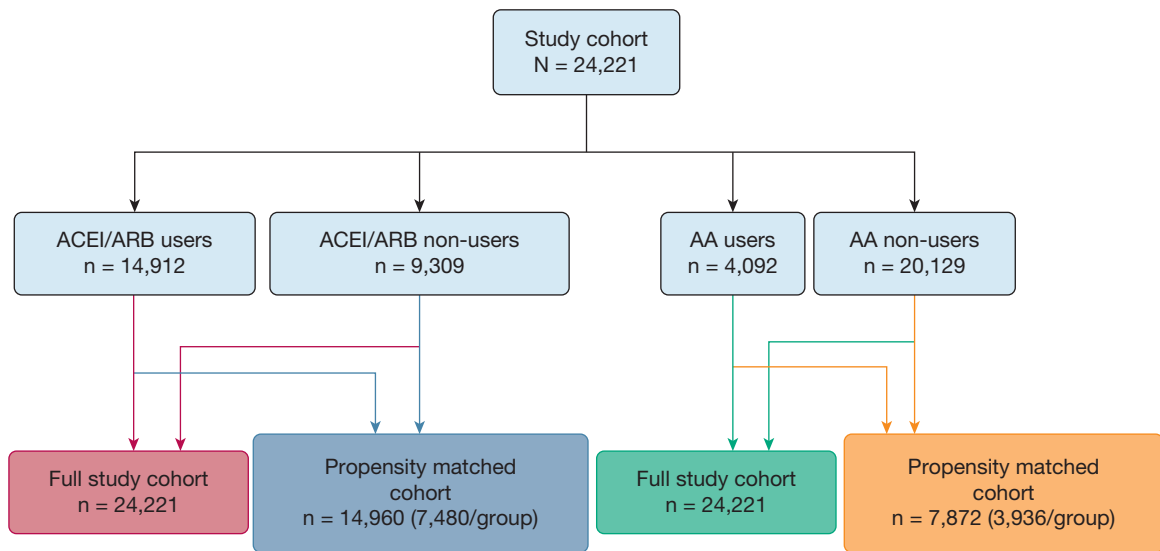 Study cohort
N = 24,221
ACEI/ARB users
n = 14,912
ACEI/ARB non-users
n = 9,309
AA users
n = 4,092
AA non-users
n = 20,129
Full study cohort
n = 24,221
Propensity matched
cohort
n = 14,960 (7,480/group)
Full study cohort
n = 24,221
Propensity matched
cohort
n = 7,872 (3,936/group)